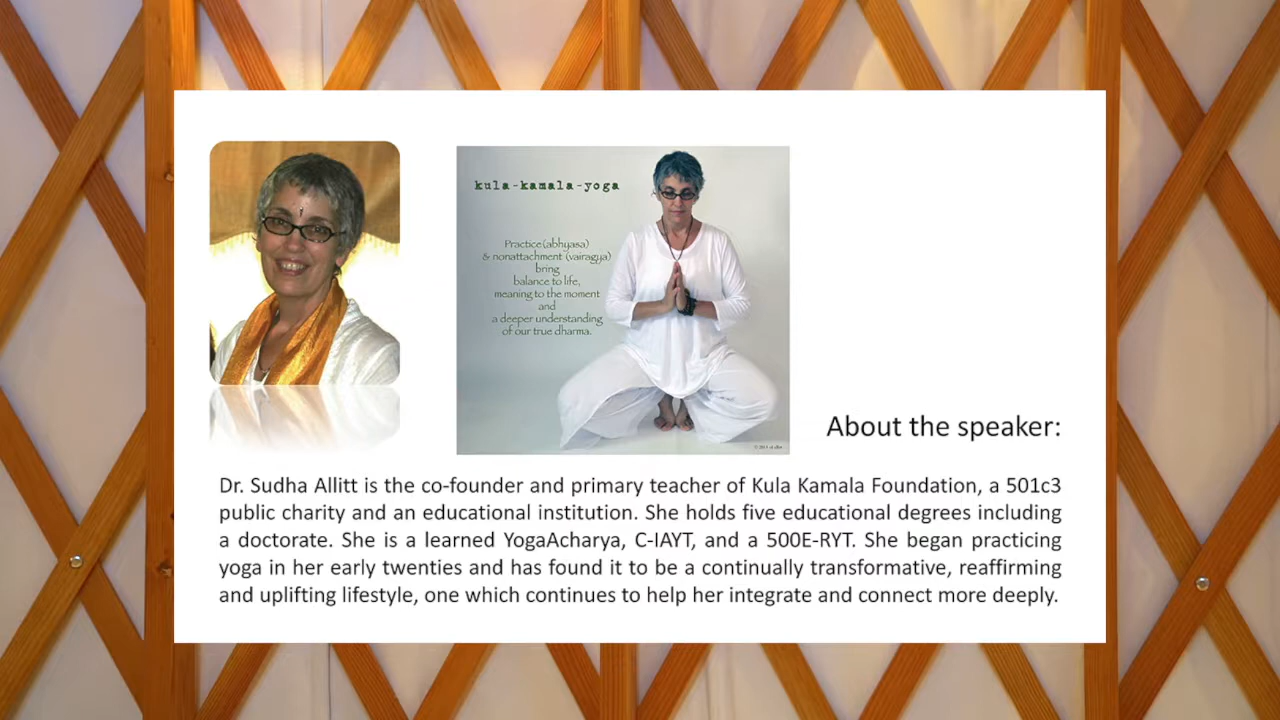 kula-kamala-yoga
Practice (abhyasa)
& nonattachment (vairagya)
bring
balance to life,
meaning to the moment
and
a deeper understanding
of our true dharma.
About the speaker:
Dr. Sudha Allitt is the co-founder and primary teacher of Kula Kamala Foundation, a 501c3
public charity and an educational institution. She holds five educational degrees including
a doctorate. She is a learned YogaAcharya, C-IAYT, and a 500E-RYT. She began practicing
yoga in her early twenties and has found it to be a continually transformative, reaffirming
and uplifting lifestyle, one which continues to help her integrate and connect more deeply.